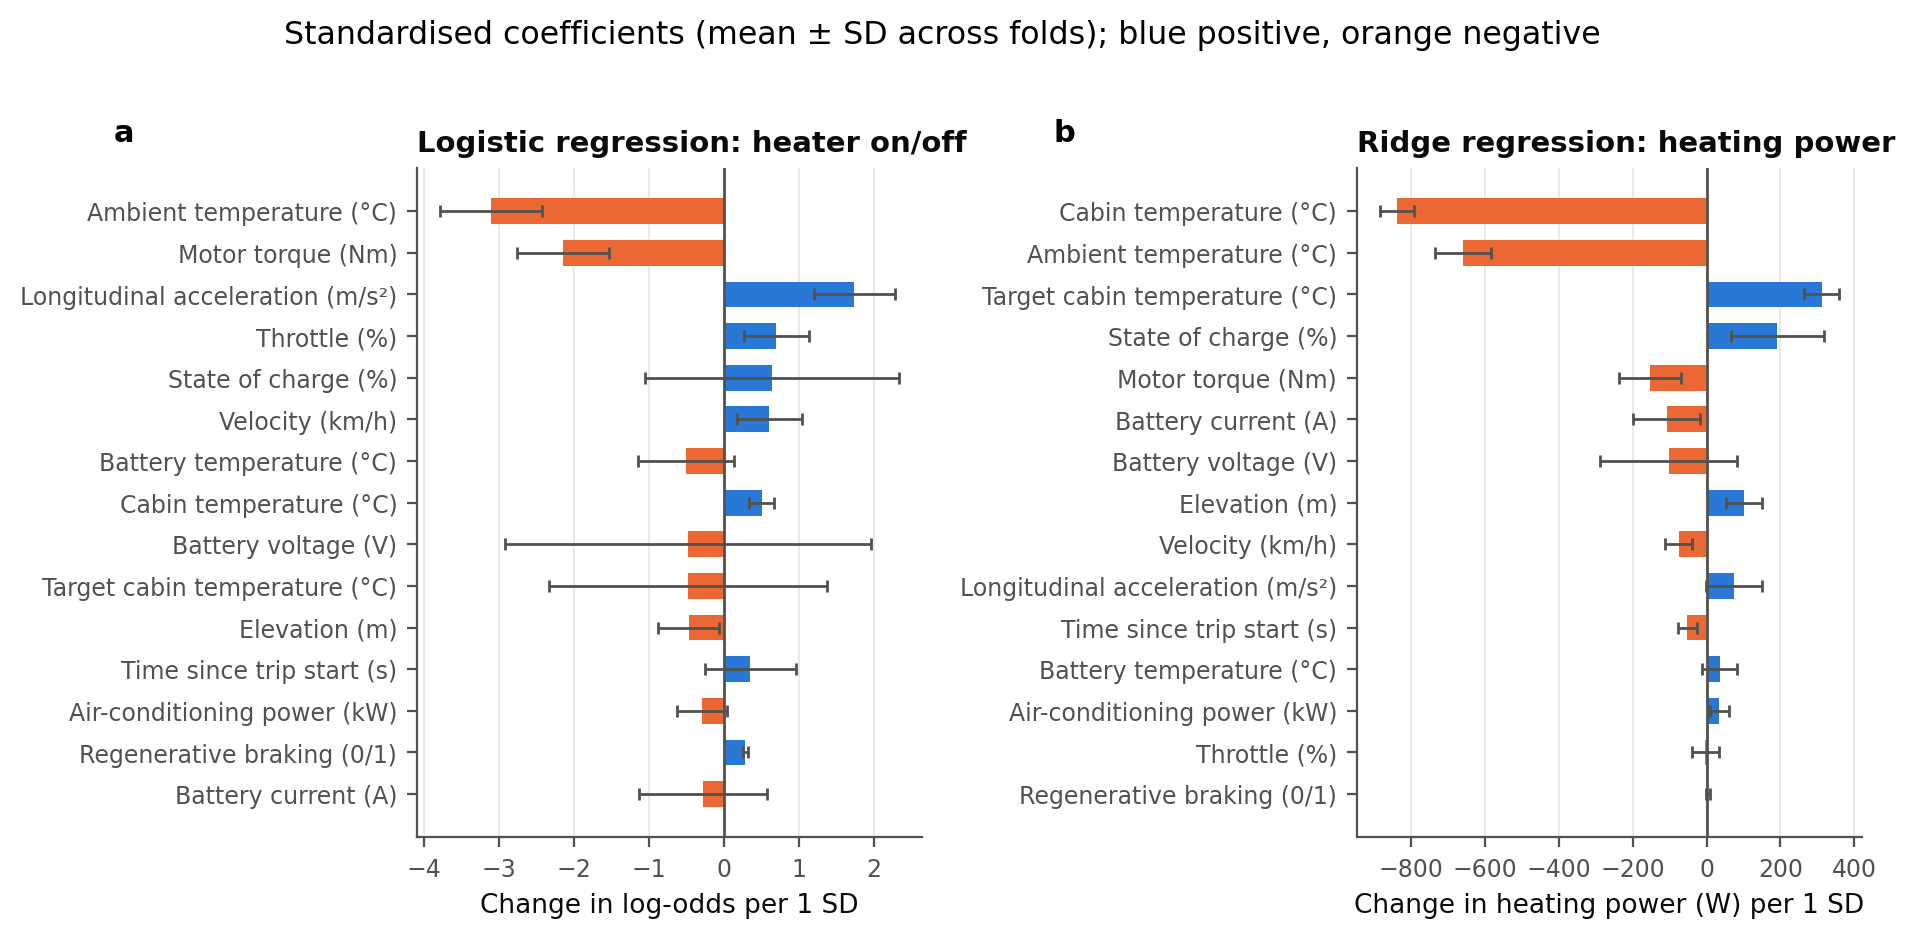 Standardised coefficients (mean ± SD across folds); blue positive, orange negative
a
Logistic regression: heater on/off
Ambient temperature (°C)
Motor torque (Nm)
Longitudinal acceleration (m/s²)
Throttle (%)
State of charge (%)
Velocity (km/h)
Battery temperature (°C)
Cabin temperature (°C)
Battery voltage (V)
Target cabin temperature (°C)
Elevation (m)
Time since trip start (s)
Air-conditioning power (kW)
Regenerative braking (0/1)
Battery current (A)
−4 −3 −2 −1 0 1 2
Change in log-odds per 1 SD
b
Ridge regression: heating power
Cabin temperature (°C)
Ambient temperature (°C)
Target cabin temperature (°C)
State of charge (%)
Motor torque (Nm)
Battery current (A)
Battery voltage (V)
Elevation (m)
Velocity (km/h)
Longitudinal acceleration (m/s²)
Time since trip start (s)
Battery temperature (°C)
Air-conditioning power (kW)
Throttle (%)
Regenerative braking (0/1)
−800 −600 −400 −200 0 200 400
Change in heating power (W) per 1 SD